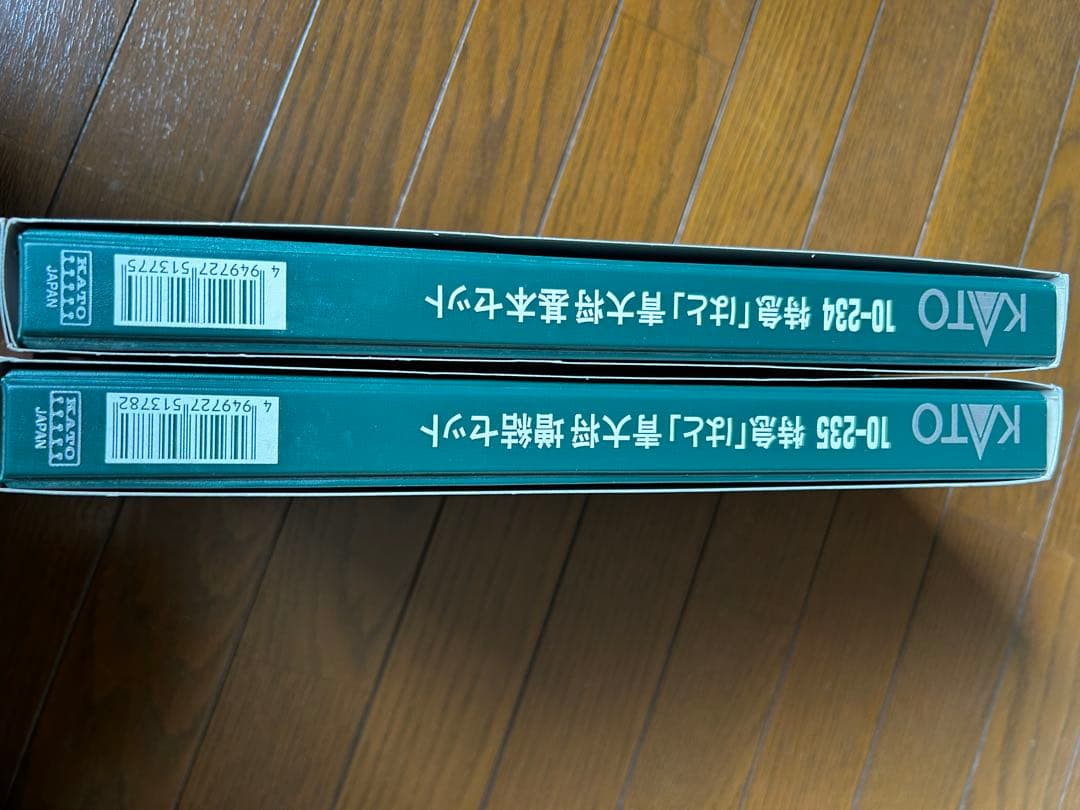 KATO 10-235 特急「はと」青大将 増結セット
4 949727 513782
KATO
JAPAN
KATO 10-234 特急「はと」青大将 基本セット
4 949727 513775
KATO
JAPAN